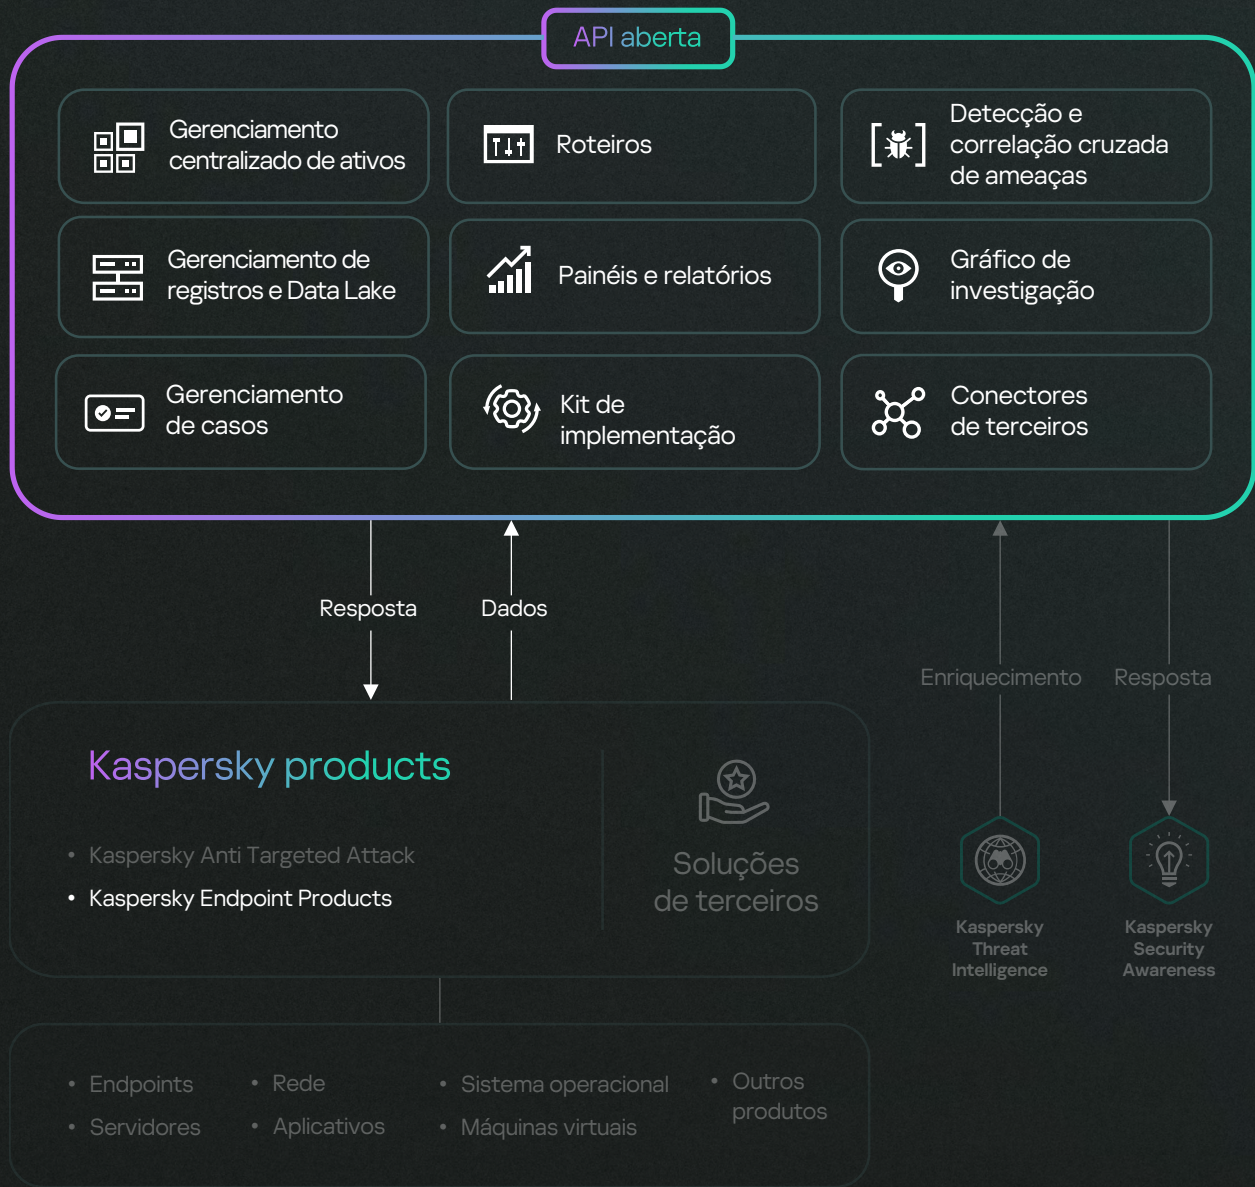 API aberta
Gerenciamento
centralizado de ativos
Roteiros
Detecção e
correlação cruzada
de ameaças
Gerenciamento de
registros e Data Lake
Painéis e relatórios
Gráfico de
investigação
Gerenciamento
de casos
Kit de
implementação
Conectores
de terceiros
Resposta
Dados
Enriquecimento
Resposta
Kaspersky products
• Kaspersky Anti Targeted Attack
• Kaspersky Endpoint Products
Soluções
de terceiros
Kaspersky
Threat
Intelligence
Kaspersky
Security
Awareness
• Endpoints
• Servidores
• Rede
• Aplicativos
• Sistema operacional
• Máquinas virtuais
• Outros
produtos